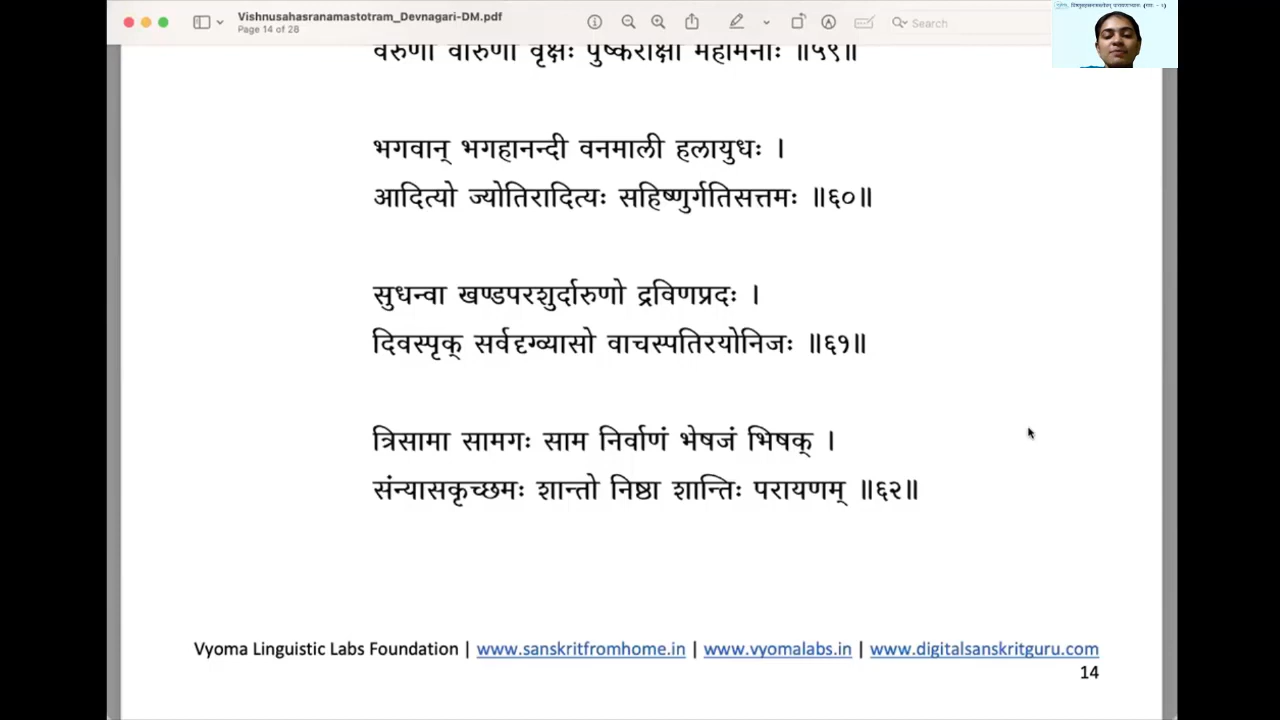 Vishnusahasranamastotram_Devnagari-DM.pdf
Page 14 of 28
Search
वरुणो वारुणो वृक्षः पुष्कराक्षो महामनाः ॥५९॥
भगवान् भगहानन्दी वनमाली हलायुधः ।
आदित्यो ज्योतिरादित्यः सहिष्णुर्गतिसत्तमः ॥६०॥
सुधन्वा खण्डपरशुर्दारुणो द्रविणप्रदः ।
दिवस्पृक् सर्वदृग्व्यासो वाचस्पतिरयोनिजः ॥६१॥
त्रिसामा सामगः साम निर्वाणं भेषजं भिषक् ।
संन्यासकृच्छमः शान्तो निष्ठा शान्तिः परायणम् ॥६२॥
Vyoma Linguistic Labs Foundation | www.sanskritfromhome.in | www.vyomalabs.in | www.digitalsanskritguru.com
14